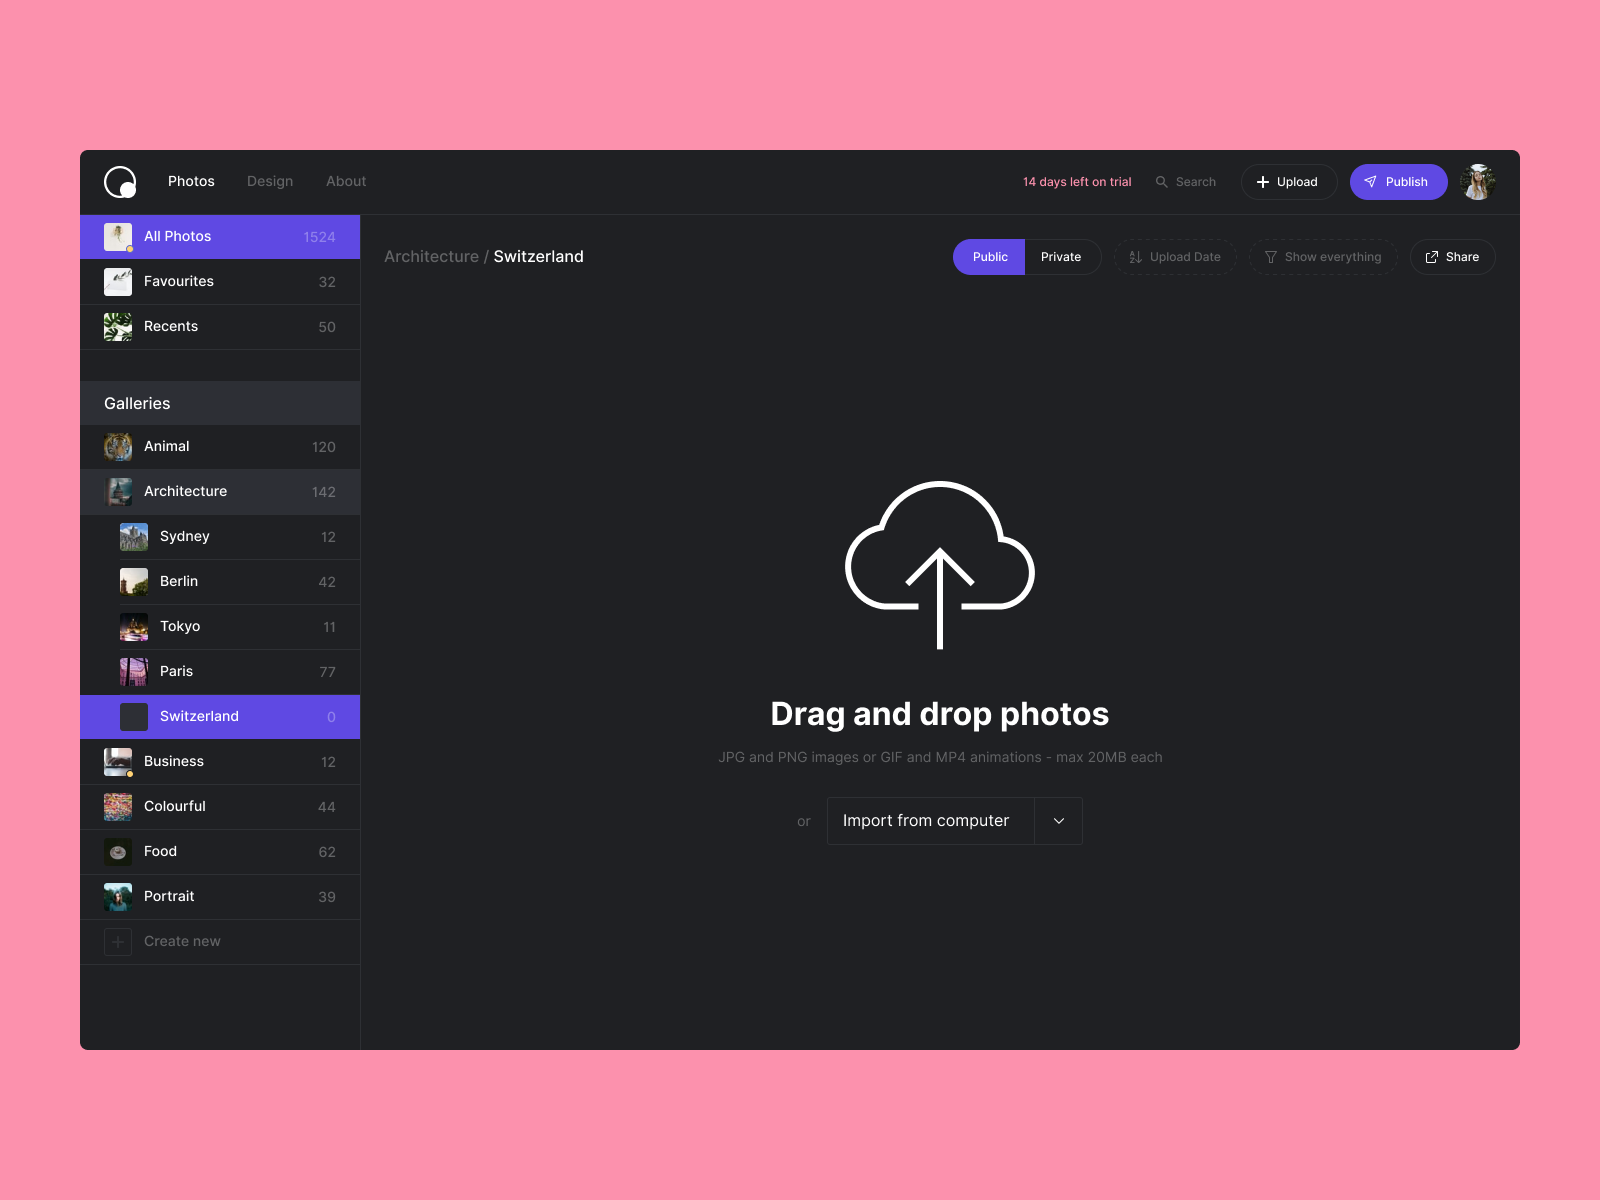 Photos
Design
About
14 days left on trial
Search
Upload
Publish
All Photos 1524
Favourites 32
Recents 50
Galleries
Animal 120
Architecture 142
Sydney 12
Berlin 42
Tokyo 11
Paris 77
Switzerland 0
Business 12
Colourful 44
Food 62
Portrait 39
Create new
Architecture / Switzerland
Public
Private
Upload Date
Show everything
Share
Drag and drop photos
JPG and PNG images or GIF and MP4 animations - max 20MB each
or
Import from computer